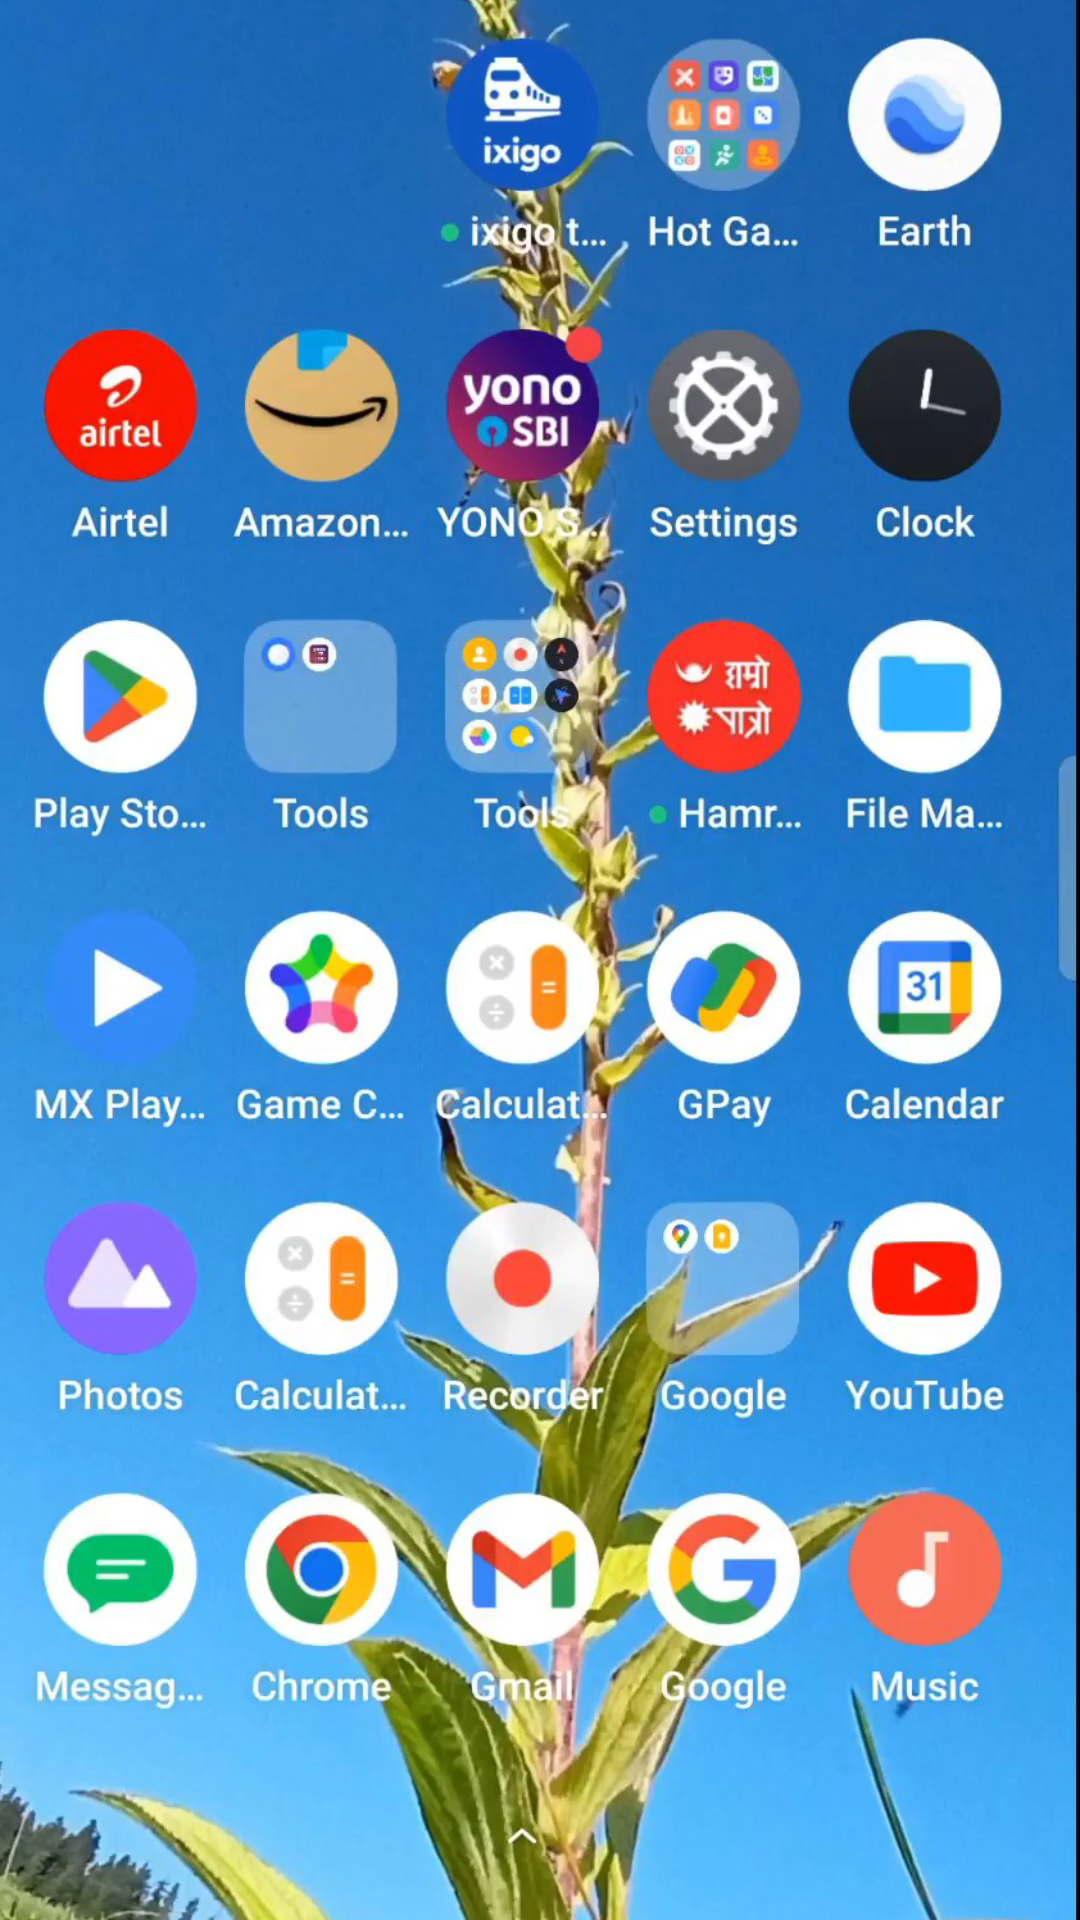 ixigo
ixigo t...
Hot Ga...
Earth
airtel
yono
SBI
Airtel
Amazon...
YONO S...
Settings
Clock
हाम्रो
पात्रो
Play Sto...
Tools
Tools
Hamr...
File Ma...
31
MX Play...
Game C...
Calculat...
GPay
Calendar
Photos
Calculat...
Recorder
Google
YouTube
Messag...
Chrome
Gmail
Google
Music